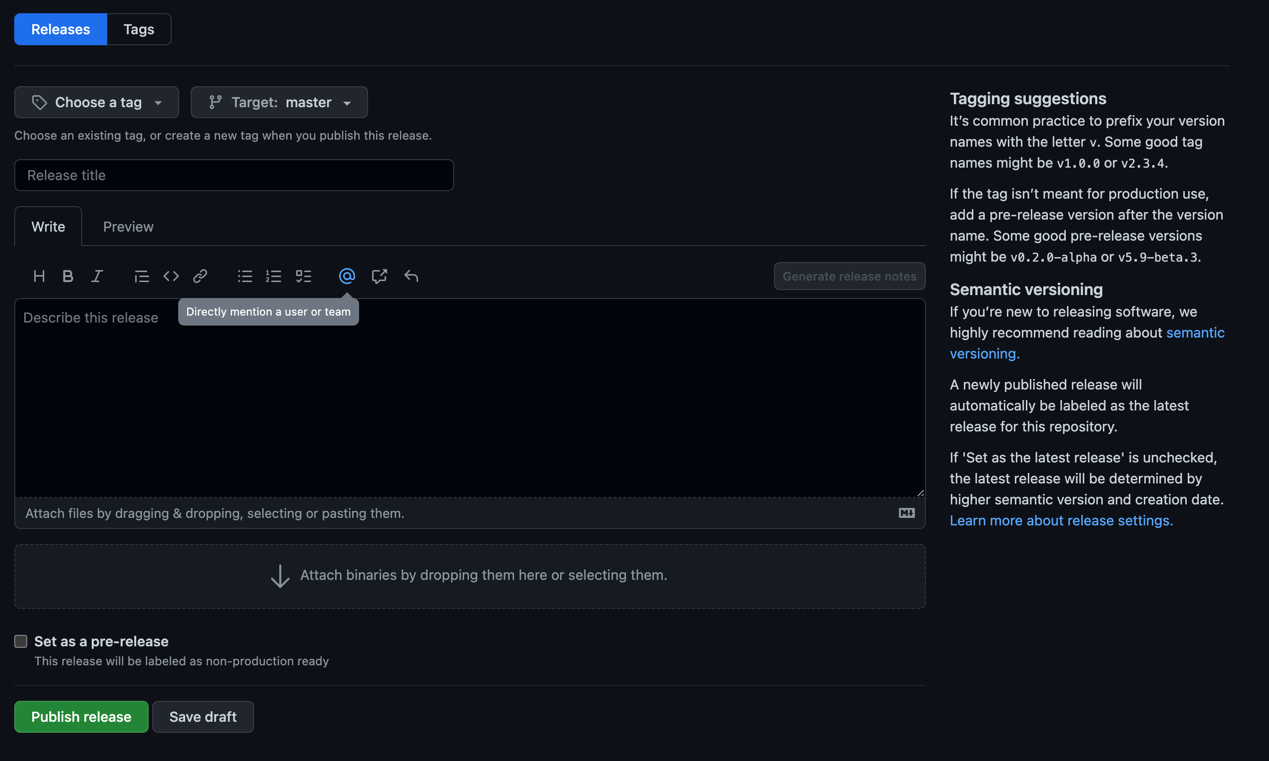 Releases
Tags
Choose a tag
Target: master
Choose an existing tag, or create a new tag when you publish this release.
Release title
Write
Preview
H B I
Generate release notes
Directly mention a user or team
Describe this release
Attach files by dragging & dropping, selecting or pasting them.
Attach binaries by dropping them here or selecting them.
Set as a pre-release
This release will be labeled as non-production ready
Publish release
Save draft
Tagging suggestions
It’s common practice to prefix your version
names with the letter v. Some good tag
names might be v1.0.0 or v2.3.4.
If the tag isn’t meant for production use,
add a pre-release version after the version
name. Some good pre-release versions
might be v0.2.0-alpha or v5.9-beta.3.
Semantic versioning
If you’re new to releasing software, we
highly recommend reading about semantic
versioning.
A newly published release will
automatically be labeled as the latest
release for this repository.
If 'Set as the latest release' is unchecked,
the latest release will be determined by
higher semantic version and creation date.
Learn more about release settings.